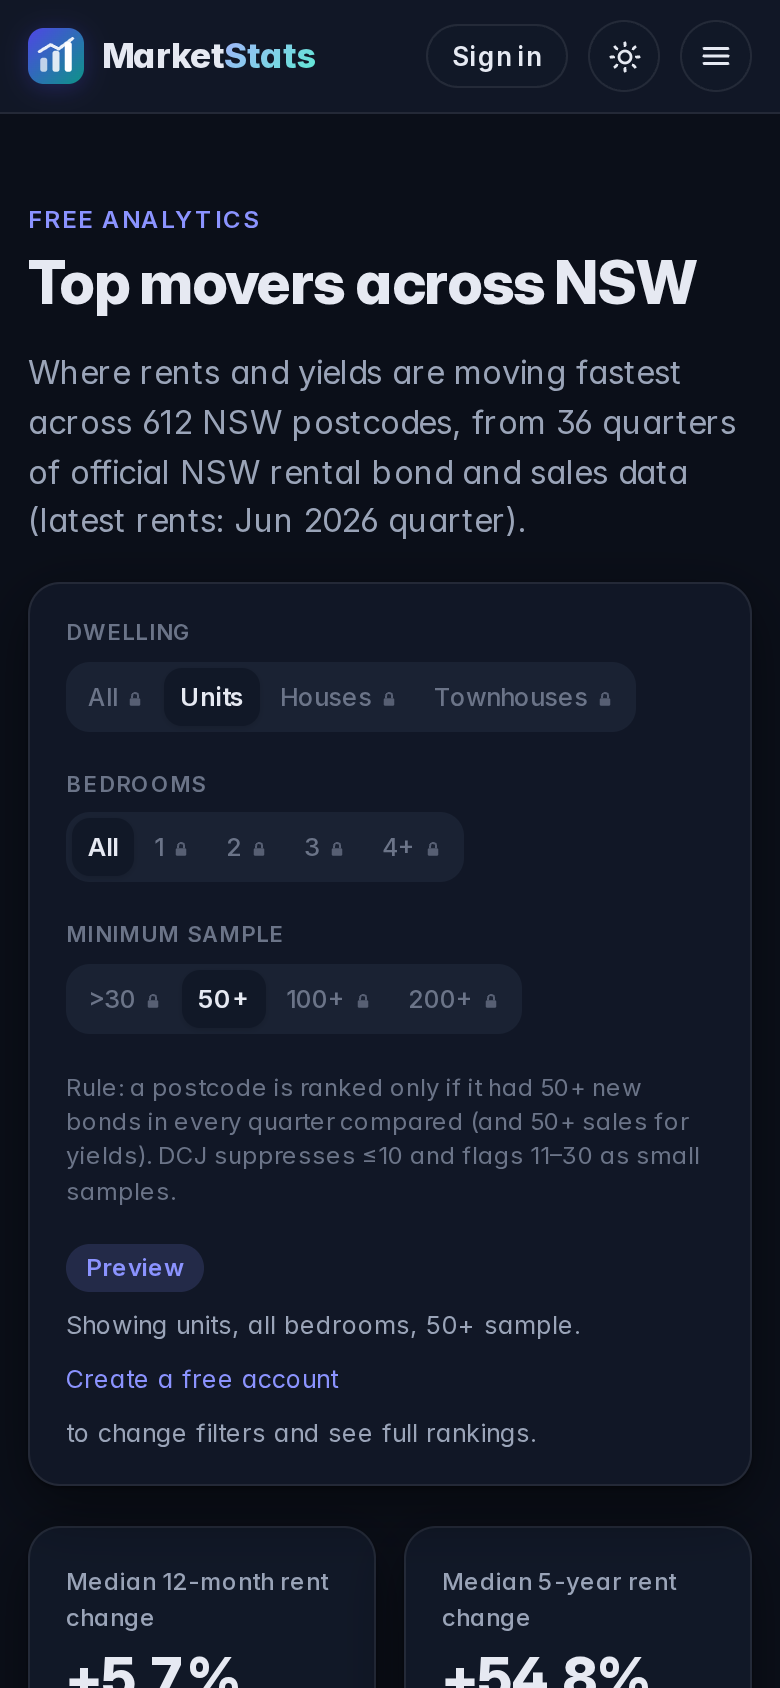 MarketStats
Sign in
FREE ANALYTICS
Top movers across NSW
Where rents and yields are moving fastest
across 612 NSW postcodes, from 36 quarters
of official NSW rental bond and sales data
(latest rents: Jun 2026 quarter).
DWELLING
All Units Houses Townhouses
BEDROOMS
All 1 2 3 4+
MINIMUM SAMPLE
>30 50+ 100+ 200+
Rule: a postcode is ranked only if it had 50+ new
bonds in every quarter compared (and 50+ sales for
yields). DCJ suppresses ≤10 and flags 11–30 as small
samples.
Preview
Showing units, all bedrooms, 50+ sample.
Create a free account
to change filters and see full rankings.
Median 12-month rent
change
+5.7%
Median 5-year rent
change
+54.8%